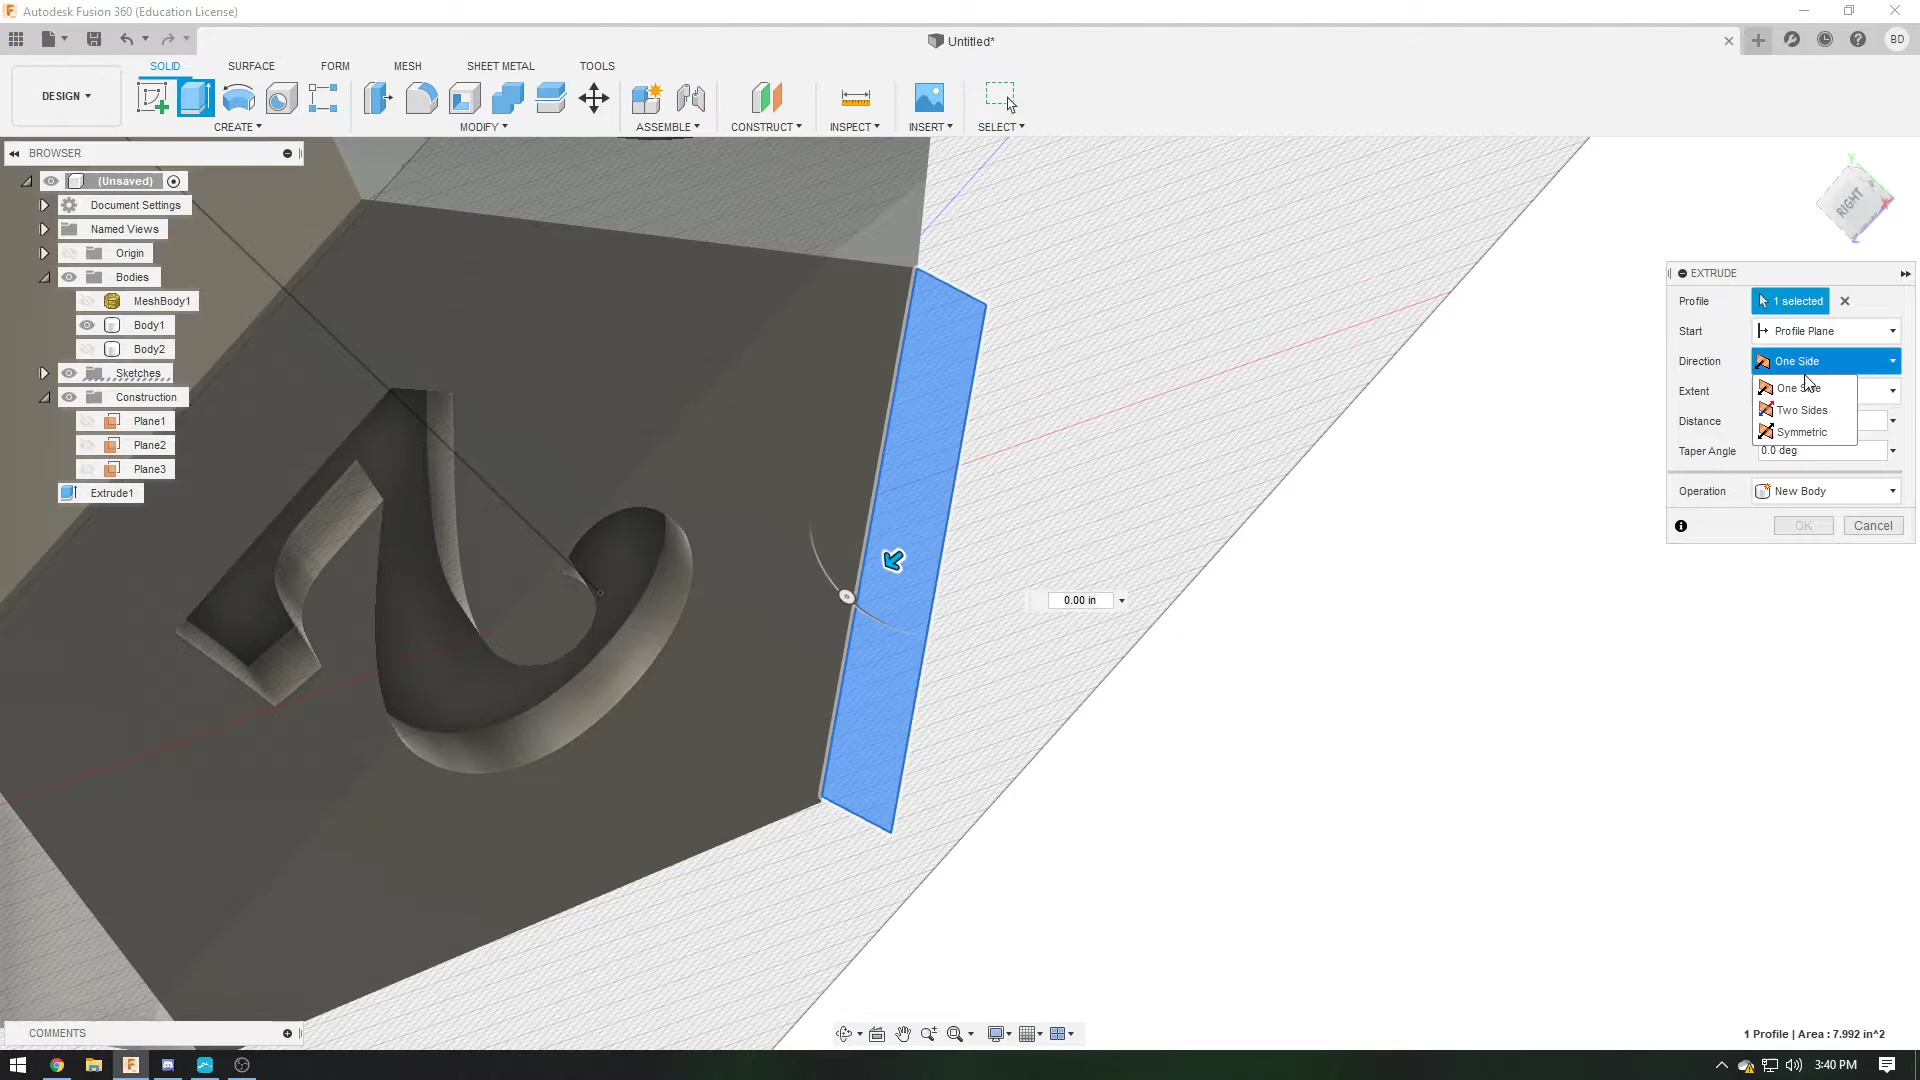 Autodesk Fusion 360 (Education License)
Untitled*
BD
SOLID SURFACE FORM MESH SHEET METAL TOOLS
DESIGN
CREATE MODIFY ASSEMBLE CONSTRUCT INSPECT INSERT SELECT
BROWSER
(Unsaved)
Document Settings
Named Views
Origin
Bodies
MeshBody1
Body1
Body2
Sketches
Construction
Plane1
Plane2
Plane3
Extrude1
Y
RIGHT
X
Z
EXTRUDE
Profile 1 selected
Start Profile Plane
Direction One Side
One Side
Extent
Two Sides
Distance
Symmetric
Taper Angle 0.0 deg
Operation New Body
OK Cancel
0.00 in
COMMENTS
1 Profile | Area : 7.992 in^2
3:40 PM